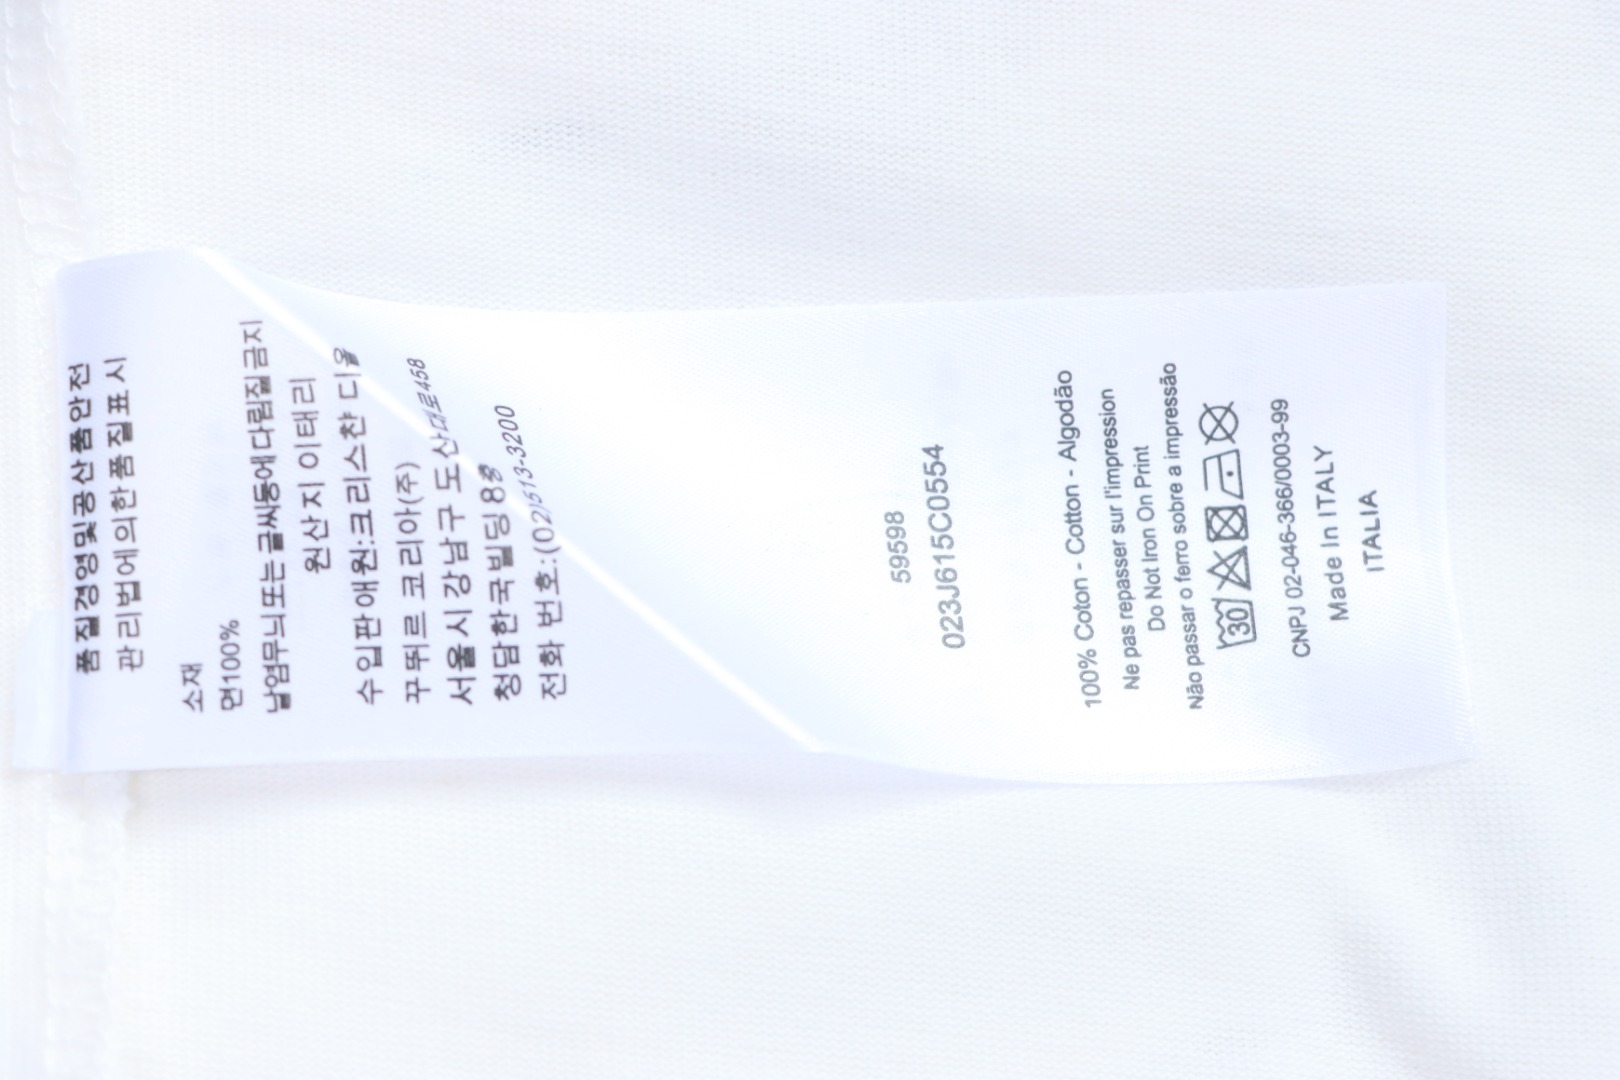 품질경영및공산품안전
관리법에의한품질표시
소재
면100%
날염무늬또는글씨등에다림질금지
원산지 이태리
수입판매원:크리스챤 디올
꾸뛰르 코리아(주)
서울시 강남구 도산대로458
청담한국빌딩8층
전화 번호:(02)513-3200
59598
023J615C0554
100% Coton - Cotton - Algodão
Ne pas repasser sur l'impression
Do Not Iron On Print
Não passar o ferro sobre a impressão
30
CNPJ 02-046-366/0003-99
Made In ITALY
ITALIA